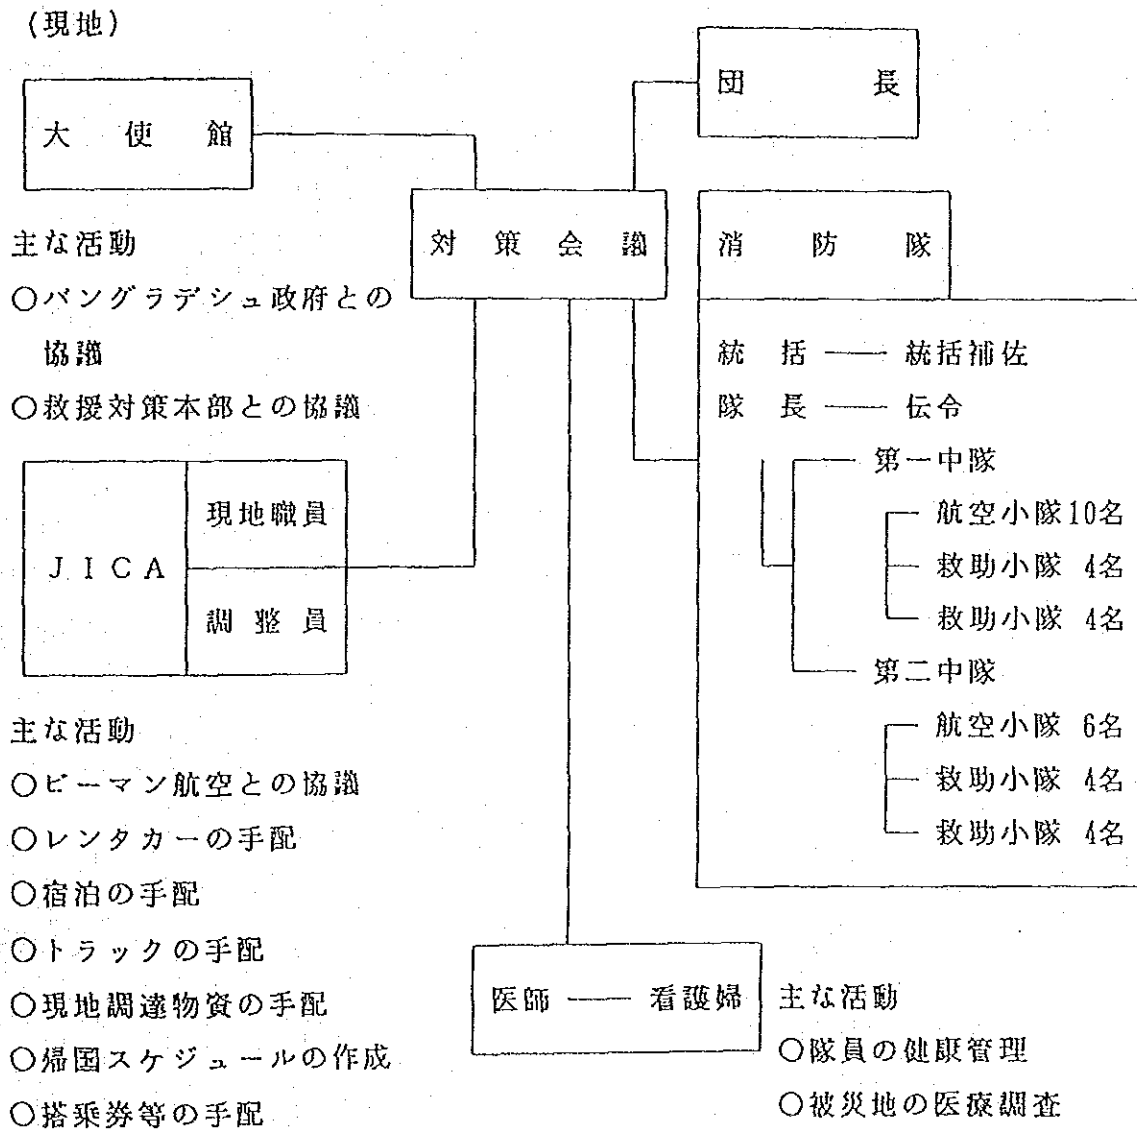 (現地)
団長
大使館
対策会議
消防隊
主な活動
○バングラデシュ政府との
協議
○救援対策本部との協議
統括 ── 統括補佐
隊長 ── 伝令
第一中隊
航空小隊10名
救助小隊 4名
救助小隊 4名
第二中隊
航空小隊 6名
救助小隊 4名
救助小隊 4名
JICA
現地職員
調整員
主な活動
○ビーマン航空との協議
○レンタカーの手配
○宿泊の手配
○トラックの手配
○現地調達物資の手配
○帰国スケジュールの作成
○搭乗券等の手配
医師 ── 看護婦
主な活動
○隊員の健康管理
○被災地の医療調査